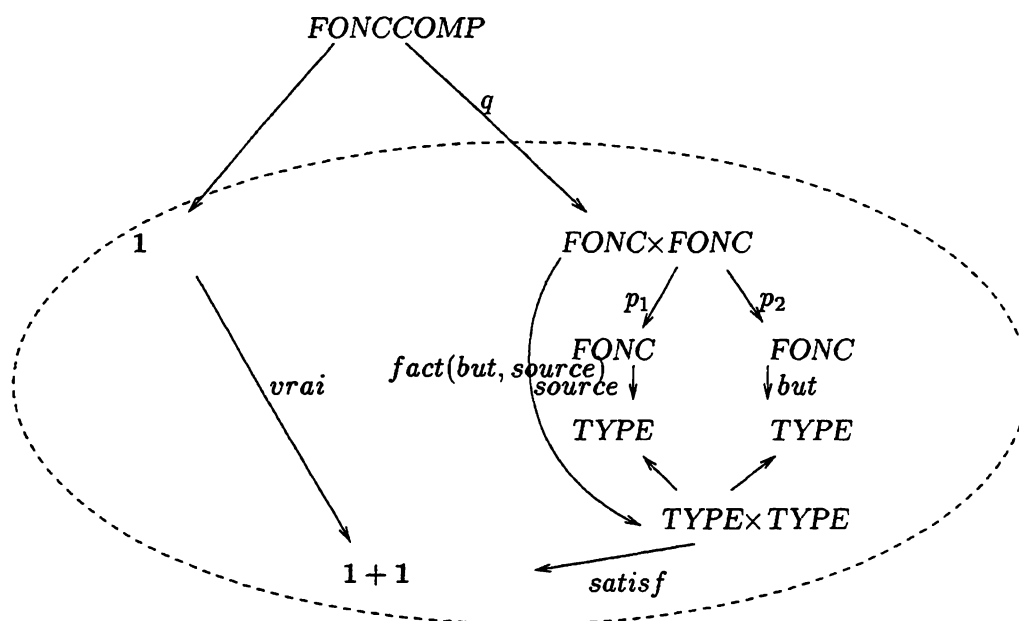 FONCCOMP
q
1 FONC×FONC
p₁ p₂
FONC FONC
fact(but, source)
source but
vrai
TYPE TYPE
TYPE×TYPE
1 + 1
satisf